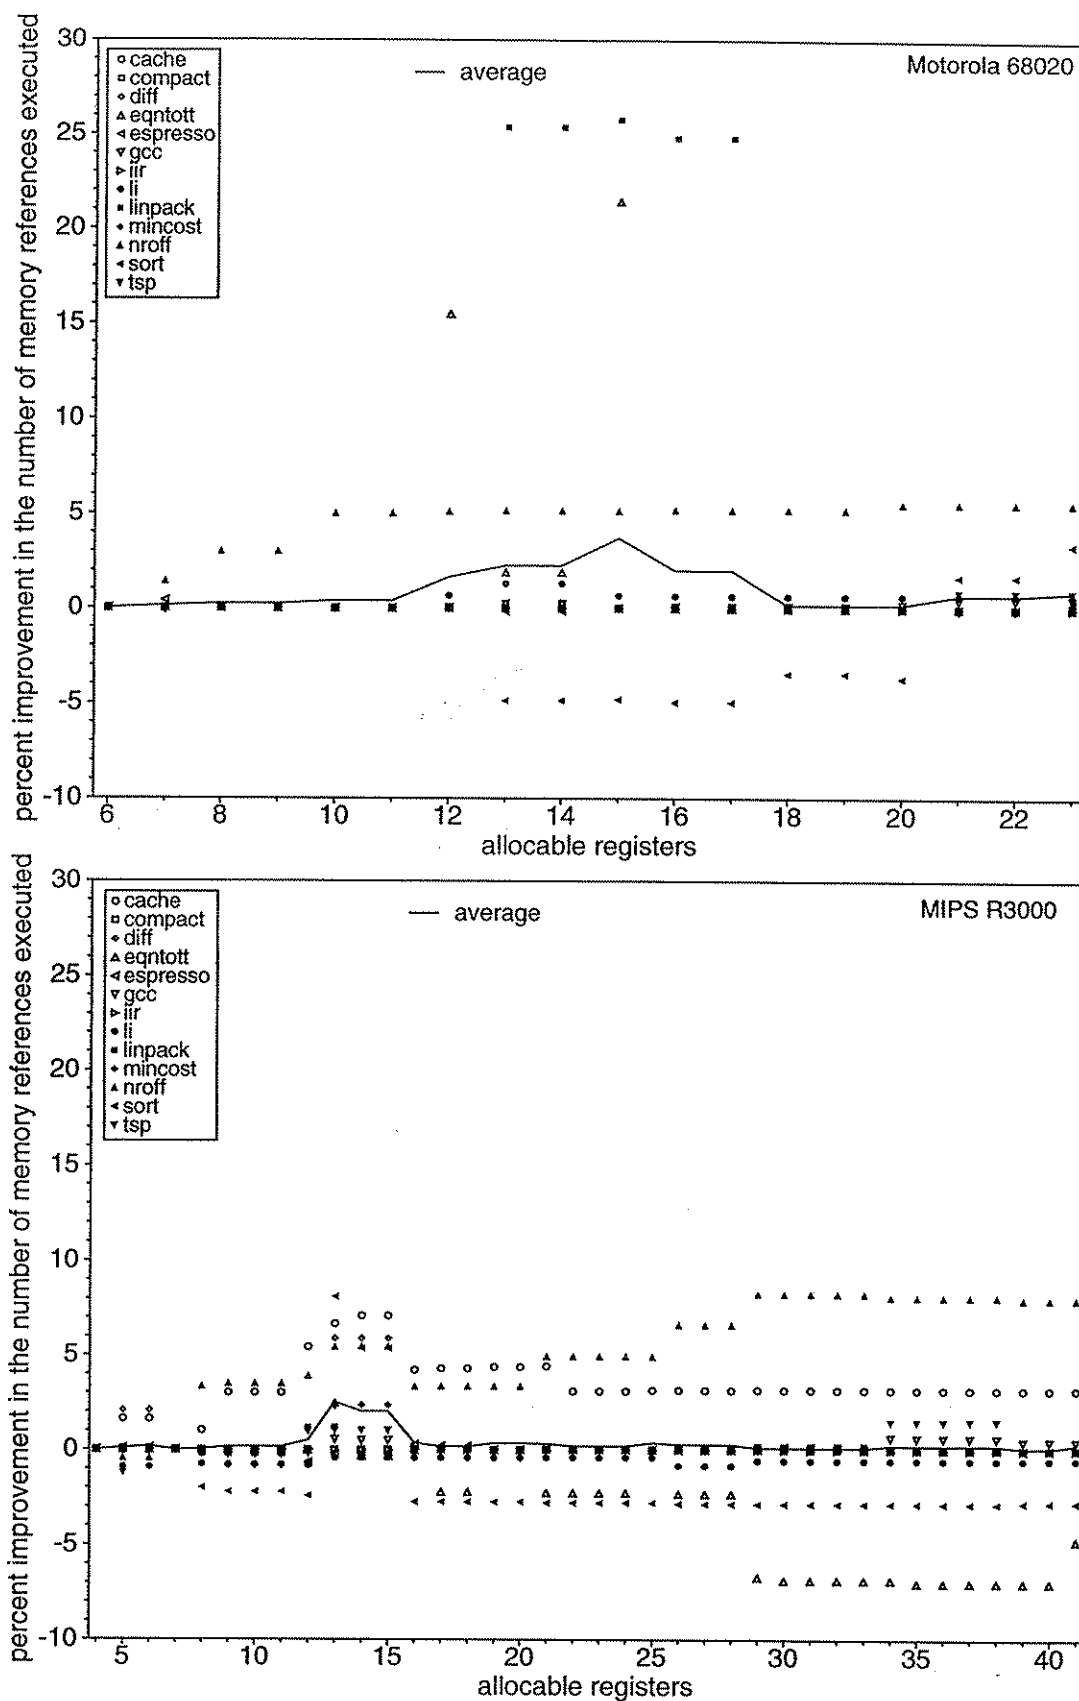 percent improvement in the number of memory references executed
30
25
20
15
10
5
0
-5
-10
cache
compact
diff
eqntott
espresso
gcc
iir
li
linpack
mincost
nroff
sort
tsp
average
Motorola 68020
6 8 10 12 14 16 18 20 22
allocable registers
percent improvement in the number of memory references executed
30
25
20
15
10
5
0
-5
-10
cache
compact
diff
eqntott
espresso
gcc
iir
li
linpack
mincost
nroff
sort
tsp
average
MIPS R3000
5 10 15 20 25 30 35 40
allocable registers